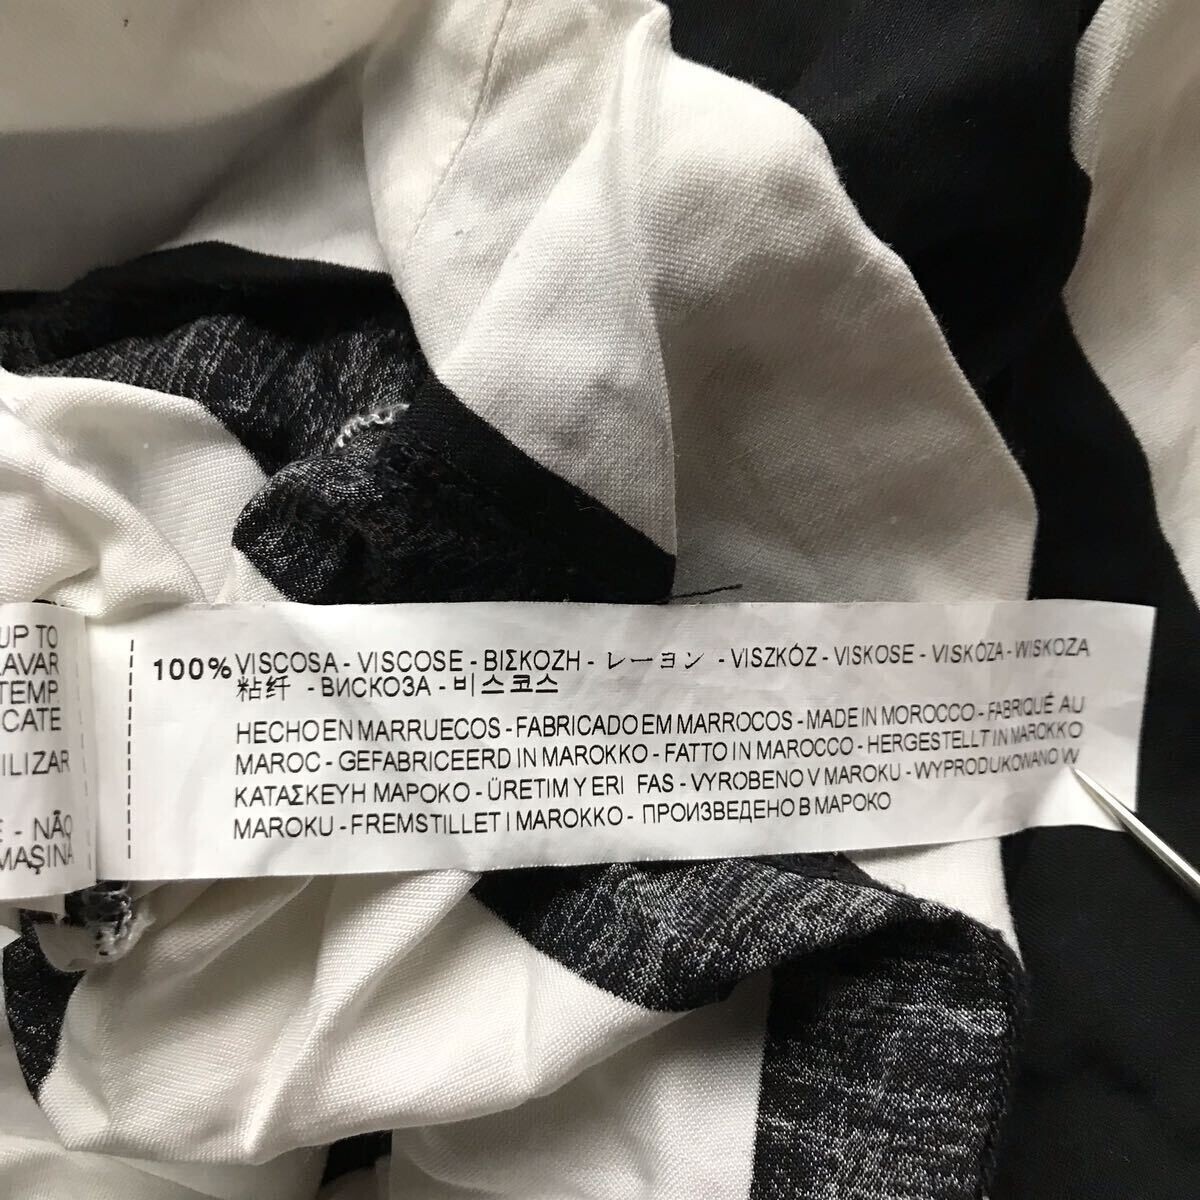 UP TO
LAVAR
TEMP.
CATE
ILIZAR
E - NÃO
MAŞINA
100% VISCOSA - VISCOSE - ΒΙΣΚΟΖΗ - レーヨン - VISZKÓZ - VISKOSE - VISKÓZA - WISKOZA
粘纤 - ВИСКОЗА - 비스코스
HECHO EN MARRUECOS - FABRICADO EM MARROCOS - MADE IN MOROCCO - FABRIQUÉ AU
MAROC - GEFABRICEERD IN MAROKKO - FATTO IN MAROCCO - HERGESTELLT IN MAROKKO
ΚΑΤΑΣΚΕΥΗ ΜΑΡΟΚΟ - ÜRETIM YERI FAS - VYROBENO V MAROKU - WYPRODUKOWANO W
MAROKU - FREMSTILLET I MAROKKO - ПРОИЗВЕДЕНО В МАРОКО